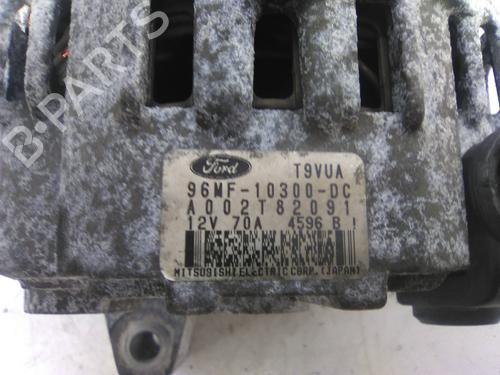 B-PARTS
Ford T9VUA
96MF-10300-DC
A002T82091
12V 70A 4596 B !
MITSUBISHI ELECTRIC CORP. (JAPAN)